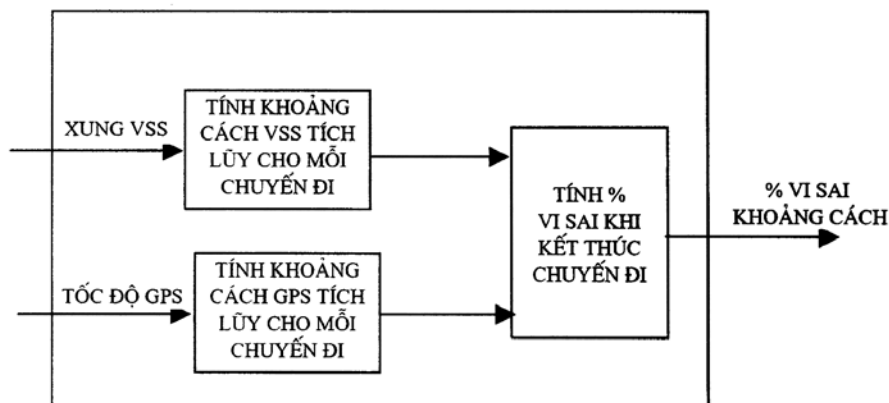 XUNG VSS
TÍNH KHOẢNG
CÁCH VSS TÍCH
LŨY CHO MỖI
CHUYẾN ĐI
TỐC ĐỘ GPS
TÍNH KHOẢNG
CÁCH GPS TÍCH
LŨY CHO MỖI
CHUYẾN ĐI
TÍNH %
VI SAI KHI
KẾT THÚC
CHUYẾN ĐI
% VI SAI
KHOẢNG CÁCH